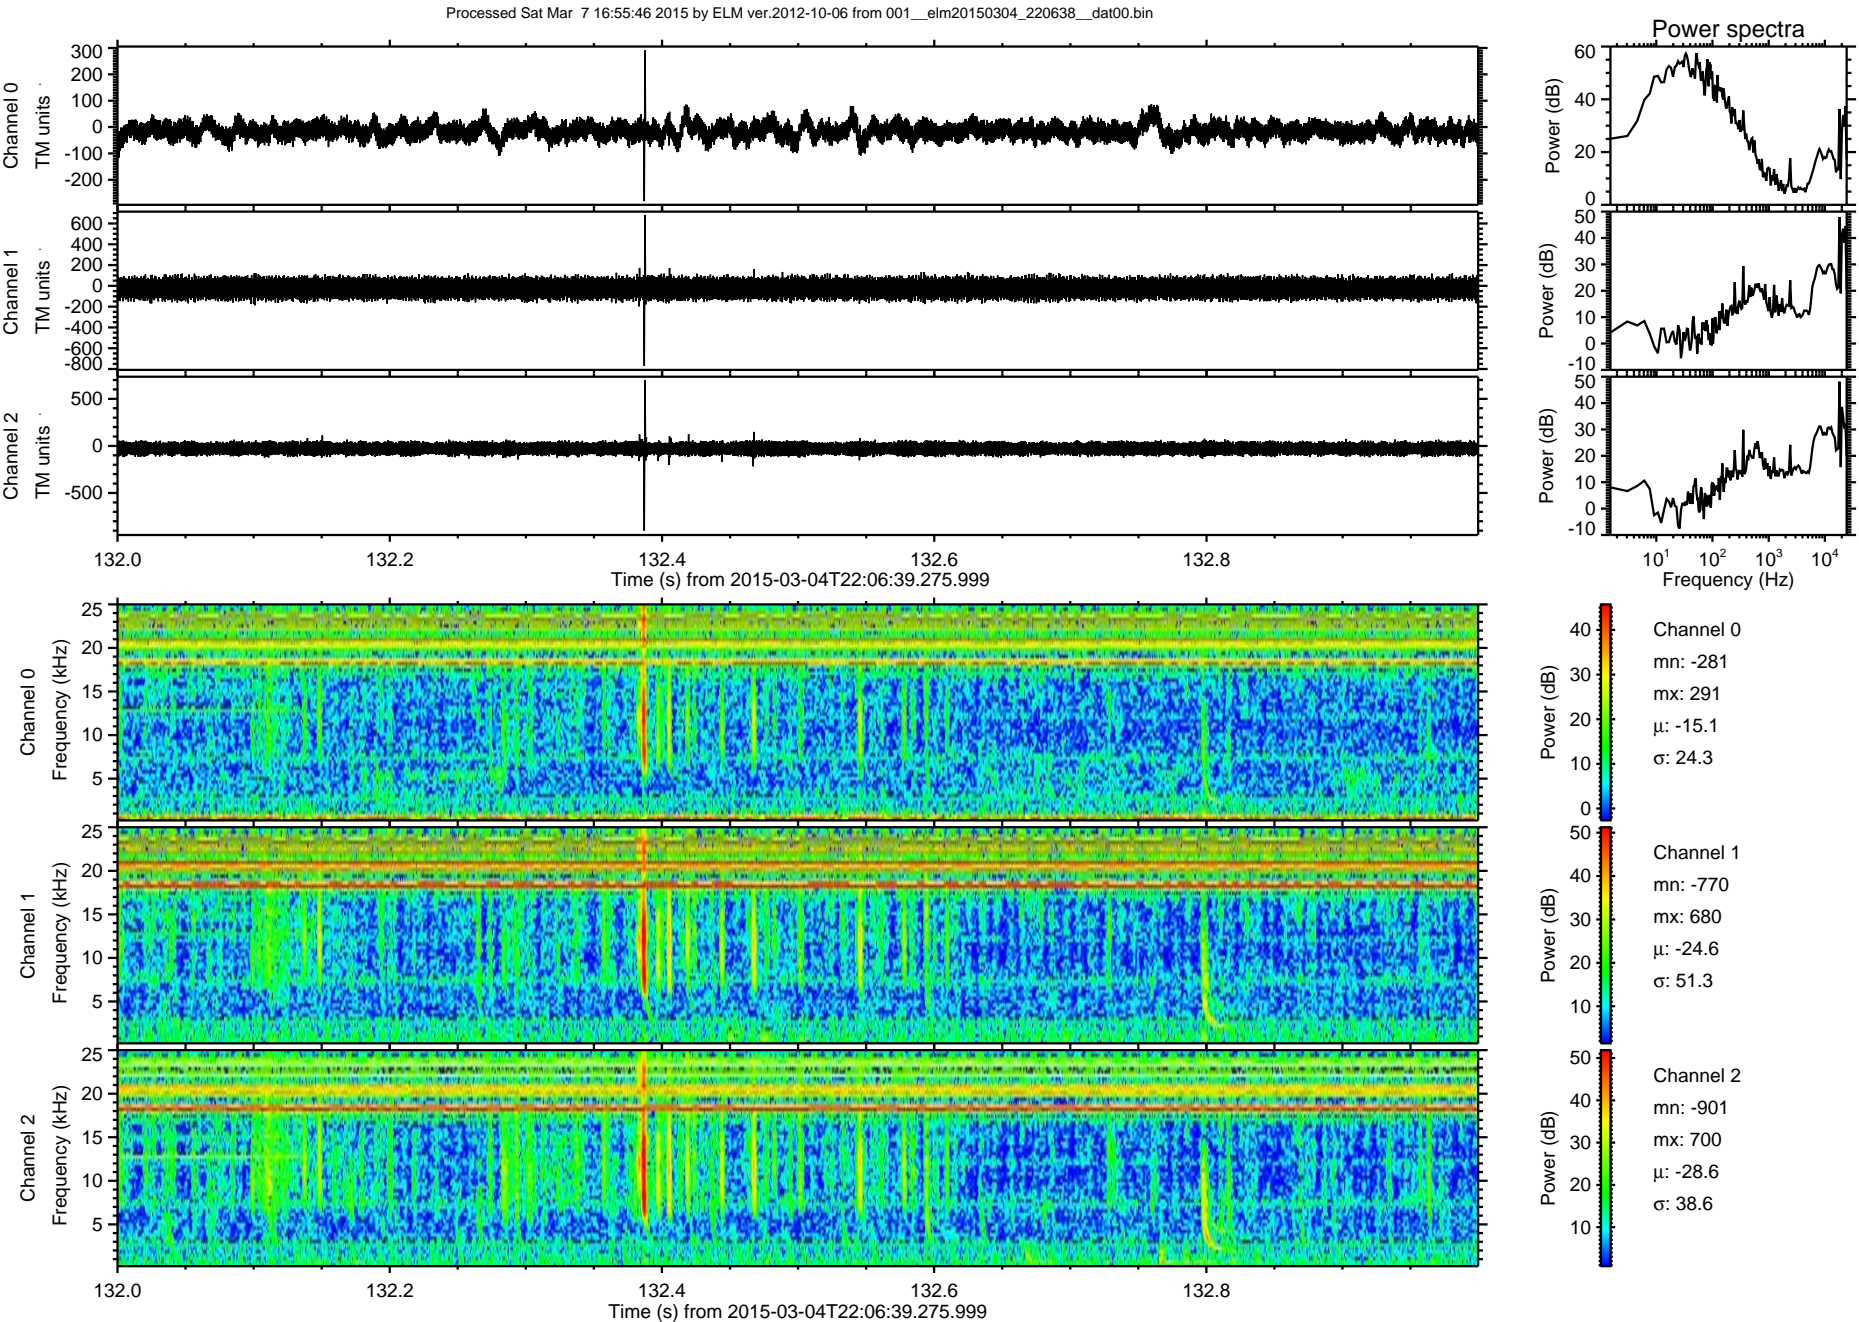 Processed Sat Mar  7 16:55:46 2015 by ELM ver.2012-10-06 from 001__elm20150304_220638__dat00.bin
Power spectra
Channel 0
TM units
300
200
100
0
-100
-200
Power (dB)
60
40
20
0
Channel 1
TM units
600
400
200
0
-200
-400
-600
-800
Power (dB)
50
40
30
20
10
0
-10
Channel 2
TM units
500
0
-500
Power (dB)
50
40
30
20
10
0
-10
132.0 132.2 132.4 132.6 132.8
Time (s) from 2015-03-04T22:06:39.275.999
10¹ 10² 10³ 10⁴
Frequency (Hz)
Channel 0
Frequency (kHz)
25
20
15
10
5
Power (dB)
40
30
20
10
0
Channel 0
mn: -281
mx: 291
μ: -15.1
σ: 24.3
Channel 1
Frequency (kHz)
25
20
15
10
5
Power (dB)
50
40
30
20
10
Channel 1
mn: -770
mx: 680
μ: -24.6
σ: 51.3
Channel 2
Frequency (kHz)
25
20
15
10
5
Power (dB)
50
40
30
20
10
Channel 2
mn: -901
mx: 700
μ: -28.6
σ: 38.6
132.0 132.2 132.4 132.6 132.8
Time (s) from 2015-03-04T22:06:39.275.999